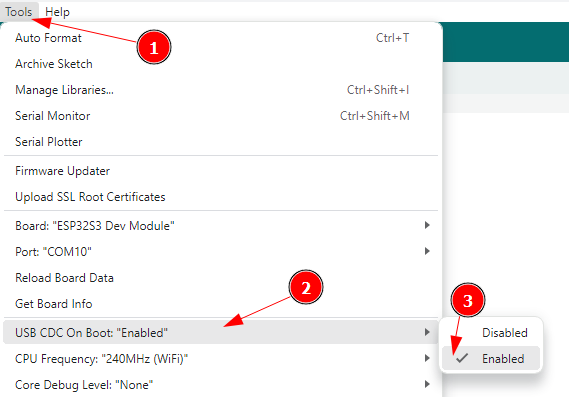 Tools Help
1
Auto Format Ctrl+T
Archive Sketch
Manage Libraries... Ctrl+Shift+I
Serial Monitor Ctrl+Shift+M
Serial Plotter
Firmware Updater
Upload SSL Root Certificates
Board: "ESP32S3 Dev Module"
Port: "COM10"
Reload Board Data
2
Get Board Info
3
USB CDC On Boot: "Enabled" Disabled
CPU Frequency: "240MHz (WiFi)" Enabled
Core Debug Level: "None"